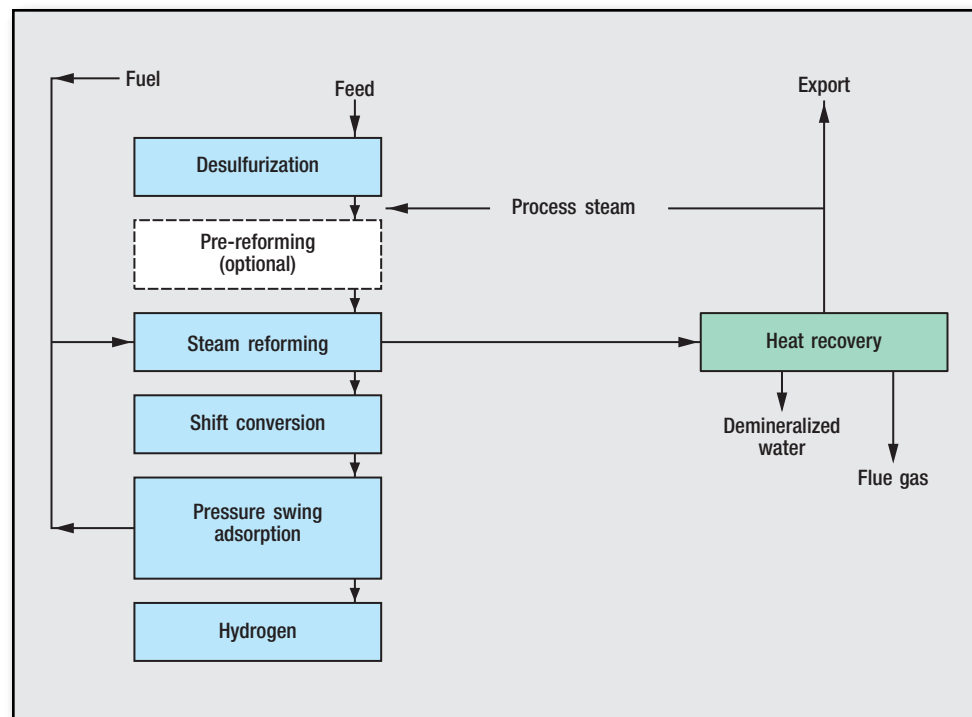 Fuel
Feed
Export
Desulfurization
Process steam
Pre-reforming
(optional)
Steam reforming
Heat recovery
Shift conversion
Demineralized
water
Flue gas
Pressure swing
adsorption
Hydrogen